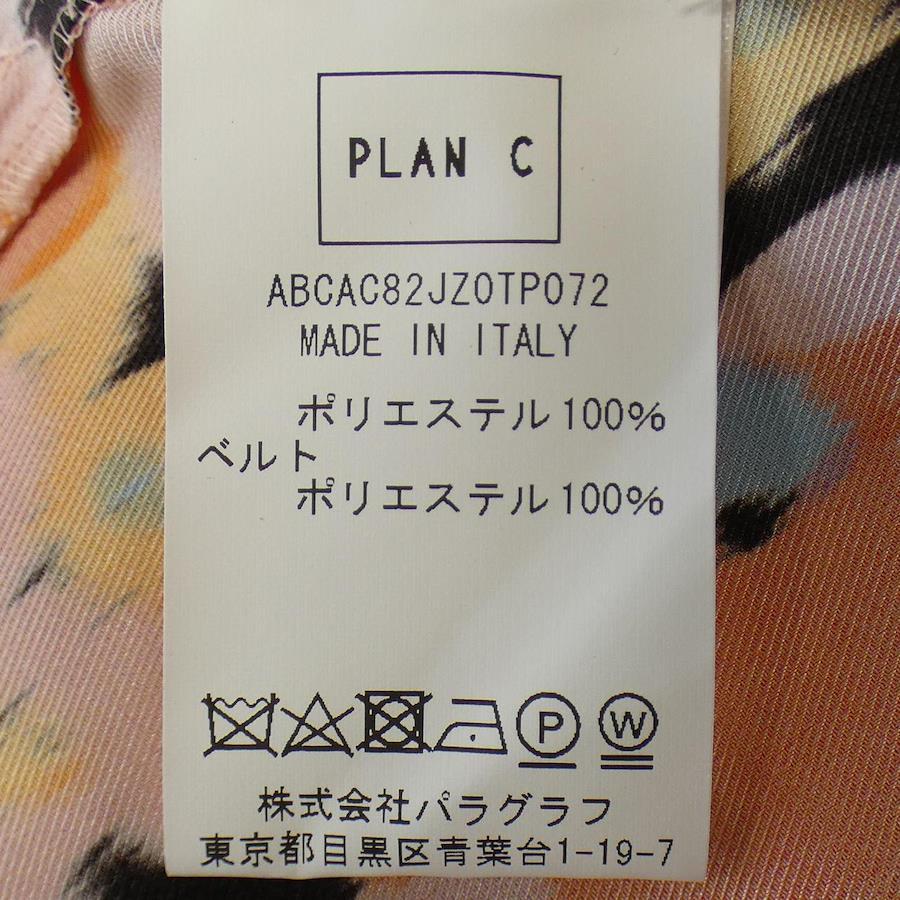 PLAN C
ABCAC82JZ0TP072
MADE IN ITALY
ポリエステル100%
ベルト
ポリエステル100%
P W
株式会社パラグラフ
東京都目黒区青葉台1-19-7